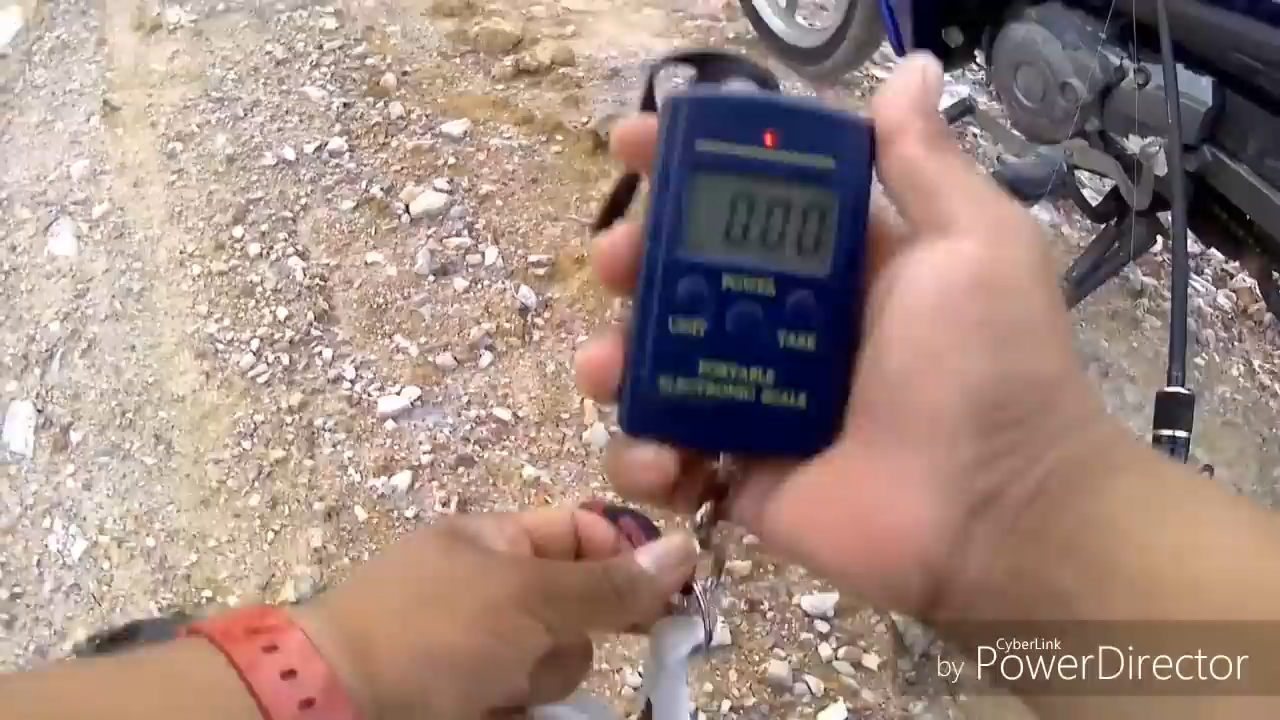 0.00
POWER
UNIT
TARE
PORTABLE
ELECTRONIC SCALE
CyberLink
by PowerDirector